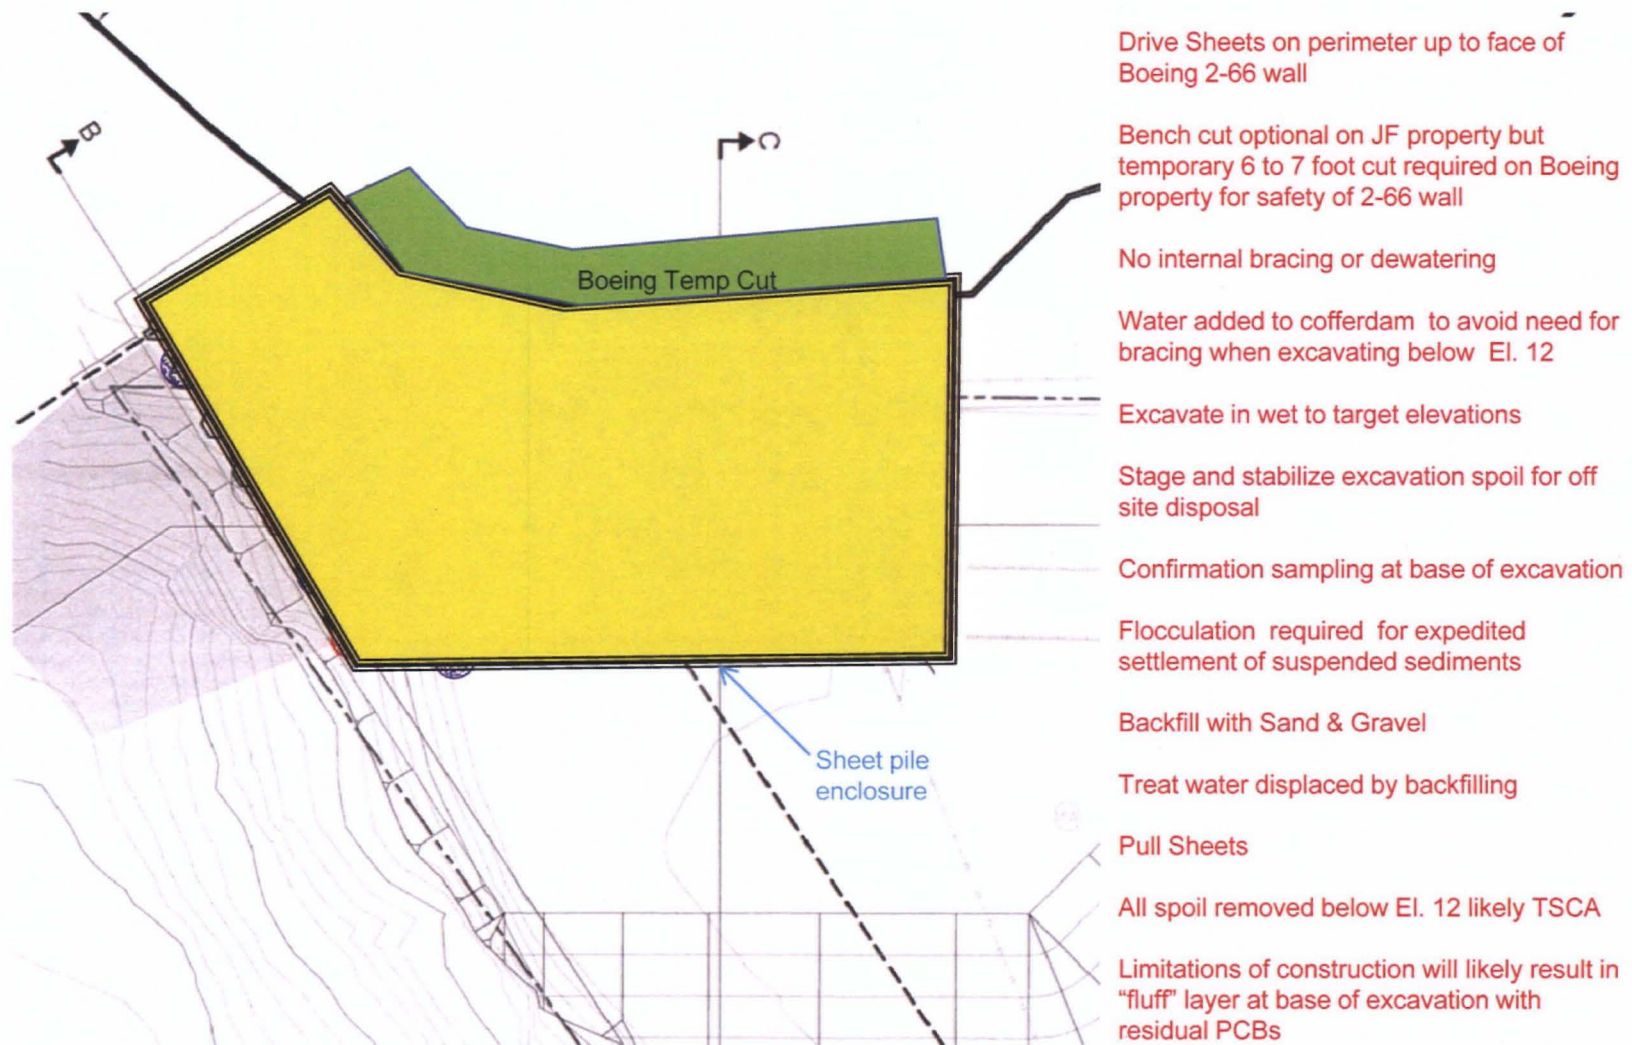 Drive Sheets on perimeter up to face of
Boeing 2-66 wall
Bench cut optional on JF property but
temporary 6 to 7 foot cut required on Boeing
property for safety of 2-66 wall
No internal bracing or dewatering
Water added to cofferdam to avoid need for
bracing when excavating below El. 12
Excavate in wet to target elevations
Stage and stabilize excavation spoil for off
site disposal
Confirmation sampling at base of excavation
Flocculation required for expedited
settlement of suspended sediments
Backfill with Sand & Gravel
Treat water displaced by backfilling
Pull Sheets
All spoil removed below El. 12 likely TSCA
Limitations of construction will likely result in
“fluff” layer at base of excavation with
residual PCBs
B
C
Boeing Temp Cut
Sheet pile
enclosure